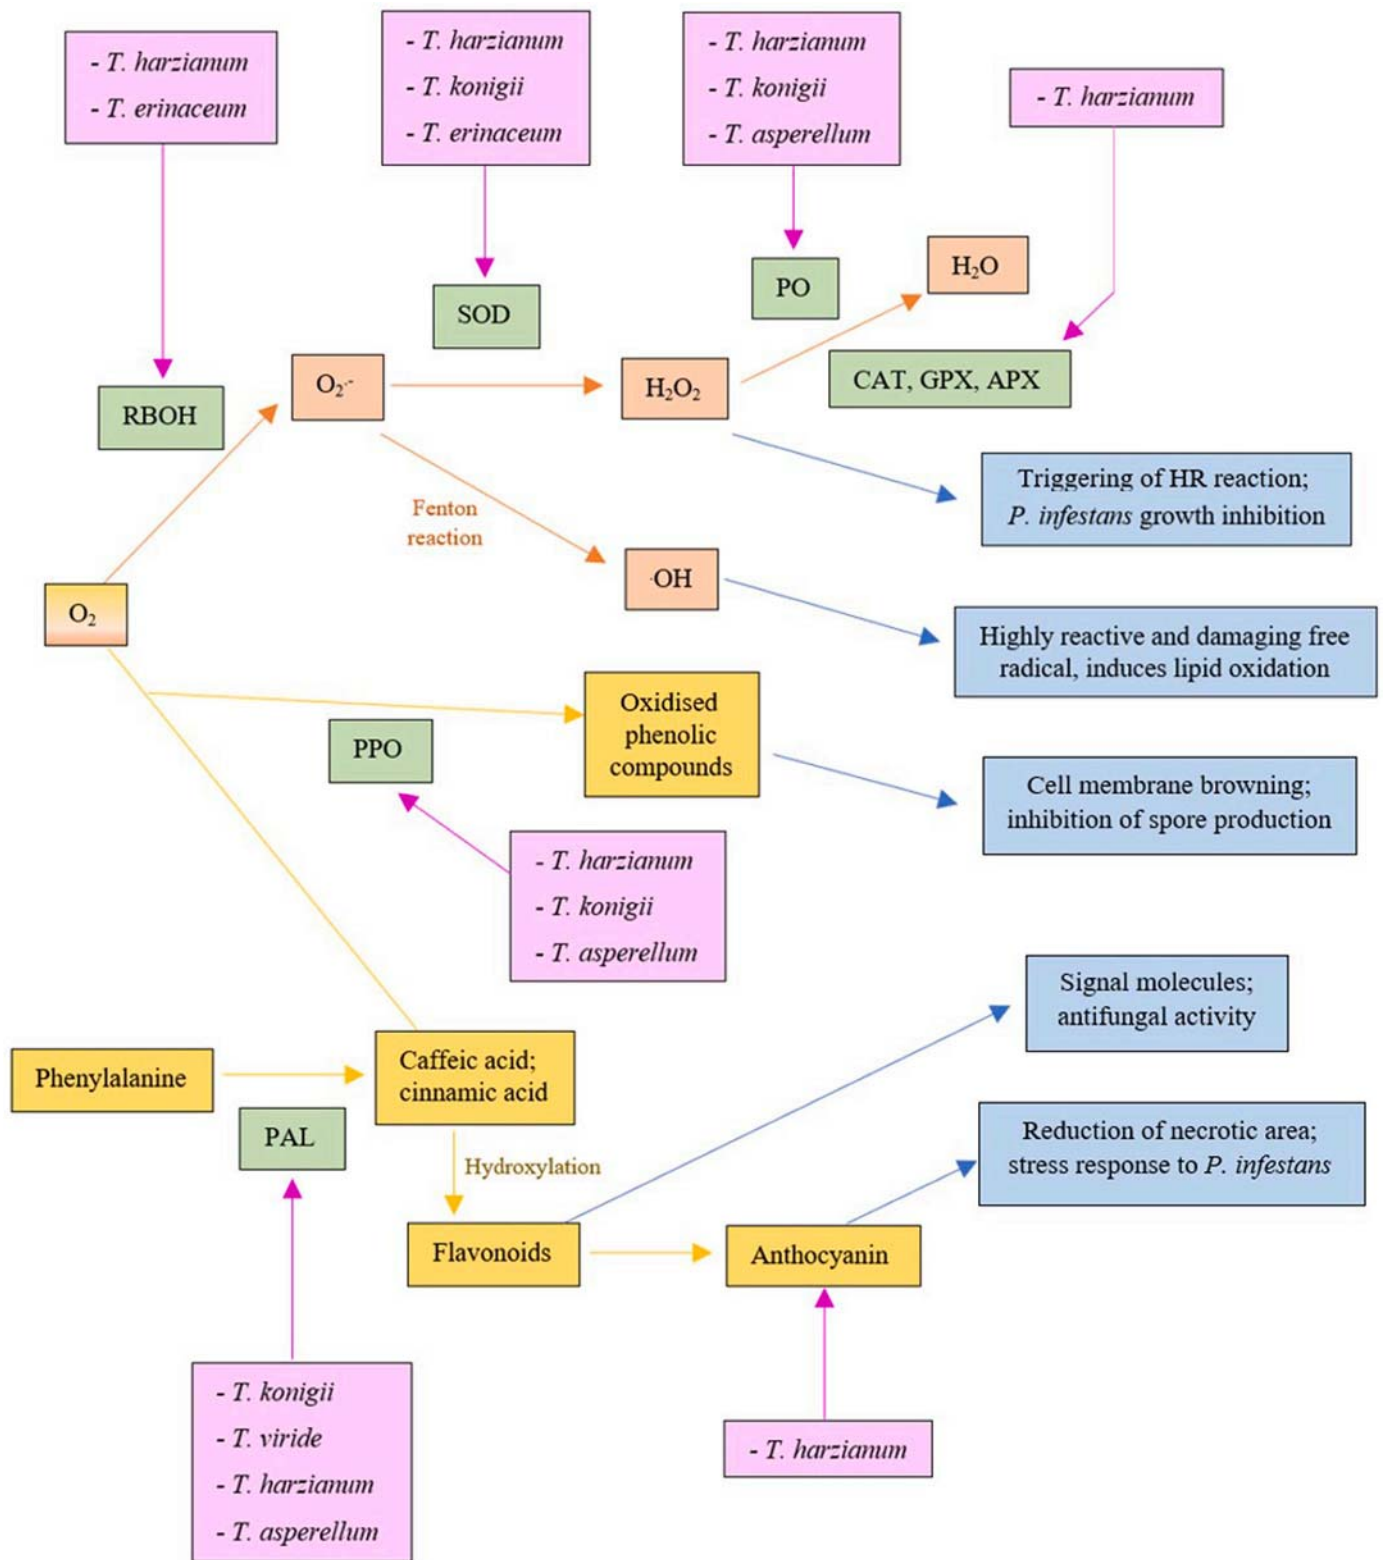 - T. harzianum
- T. erinaceum
- T. harzianum
- T. konigii
- T. erinaceum
- T. harzianum
- T. konigii
- T. asperellum
- T. harzianum
H₂O
PO
SOD
O₂·⁻
H₂O₂
CAT, GPX, APX
RBOH
Triggering of HR reaction;
P. infestans growth inhibition
Fenton
reaction
·OH
O₂
Highly reactive and damaging free
radical, induces lipid oxidation
Oxidised
phenolic
compounds
PPO
Cell membrane browning;
inhibition of spore production
- T. harzianum
- T. konigii
- T. asperellum
Signal molecules;
antifungal activity
Phenylalanine
Caffeic acid;
cinnamic acid
PAL
Hydroxylation
Reduction of necrotic area;
stress response to P. infestans
Flavonoids
Anthocyanin
- T. konigii
- T. viride
- T. harzianum
- T. asperellum
- T. harzianum